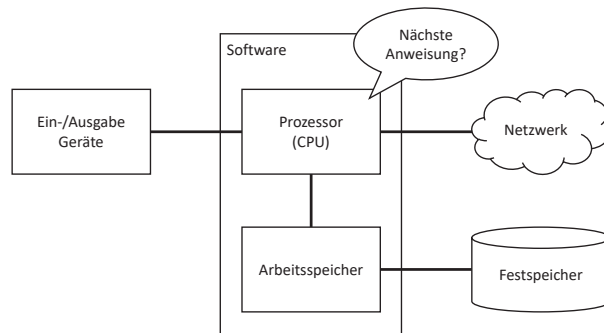 Nächste
Anweisung?
Software
Ein-/Ausgabe
Geräte
Prozessor
(CPU)
Netzwerk
Arbeitsspeicher
Festspeicher